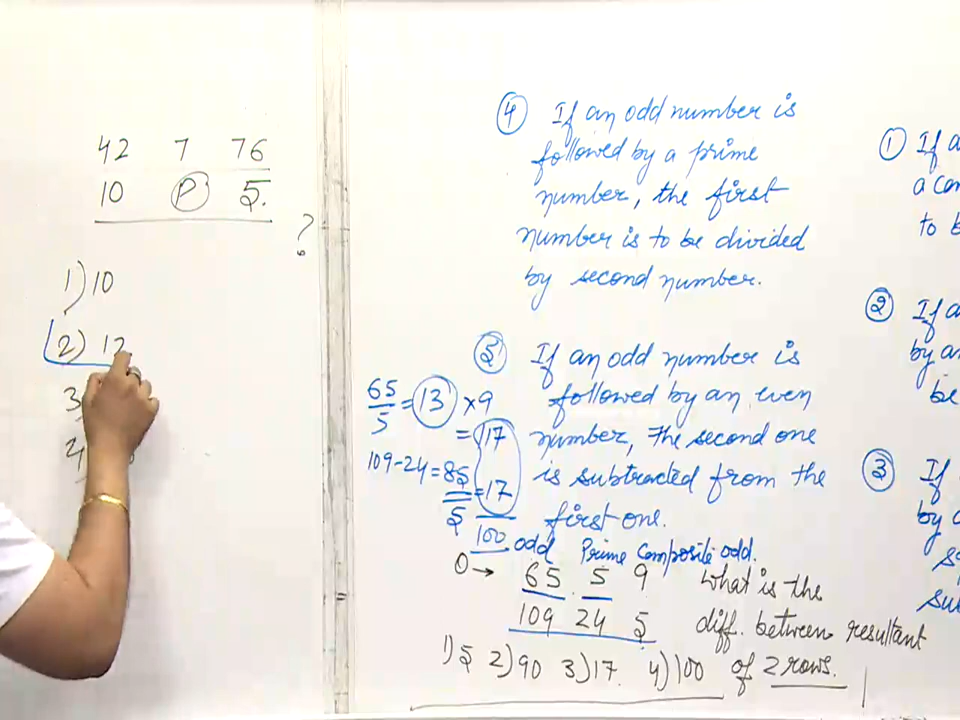 42 7 76
10 P 5.
?
1) 10
2) 12
3
4
4 If an odd number is
followed by a prime
number, the first
number is to be divided
by second number.
5 If an odd number is
followed by an even
number, the second one
is subtracted from the
first one.
65/5 = 13 × 9
= 117
109-24 = 85/5 = 17
100
odd Prime Composite odd.
0 → 65 5 9
109 24 5
What is the
diff. between resultant
of 2 rows.
1) 5 2) 90 3) 17. 4) 100
1 If a
to b
2 If a
by a
be
3 If
by